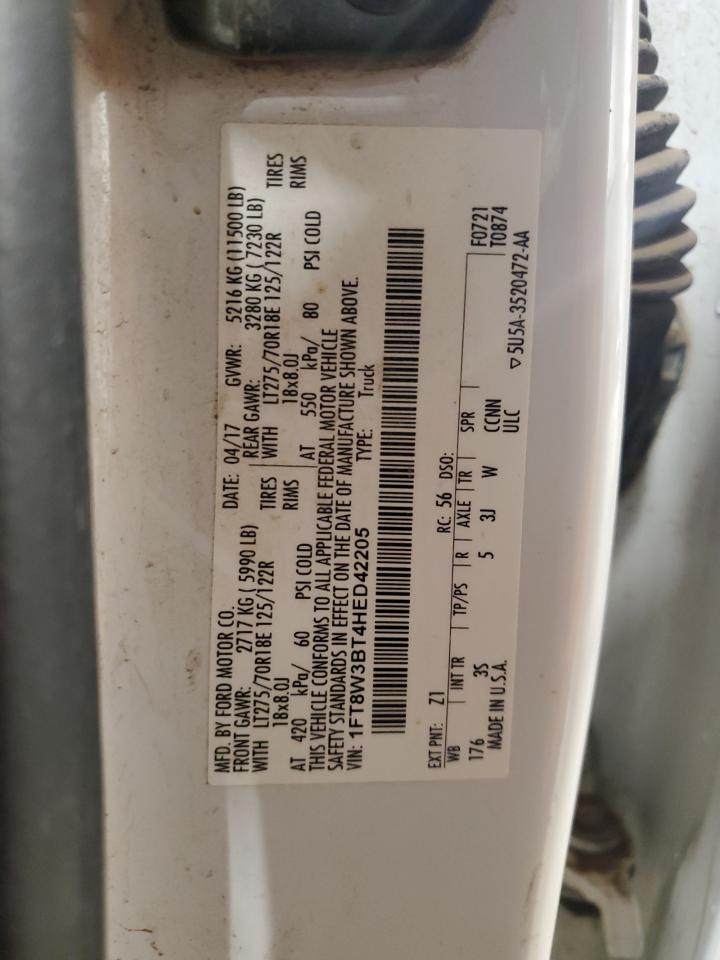 MFD. BY FORD MOTOR CO.
DATE: 04/17 GVWR: 5216 KG (11500 LB)
FRONT GAWR: 2717 KG ( 5990 LB)
REAR GAWR: 3280 KG ( 7230 LB)
WITH LT275/70R18E 125/122R TIRES
WITH LT275/70R18E 125/122R TIRES
18x8.0J RIMS
18x8.0J RIMS
AT 420 kPa/ 60 PSI COLD
AT 550 kPa/ 80 PSI COLD
THIS VEHICLE CONFORMS TO ALL APPLICABLE FEDERAL MOTOR VEHICLE
SAFETY STANDARDS IN EFFECT ON THE DATE OF MANUFACTURE SHOWN ABOVE.
VIN: 1FT8W3BT4HED42205 TYPE: Truck
EXT PNT: Z1 RC: 56 DSO: F0721
WB INT TR TP/PS R AXLE TR SPR T0874
176 3S 5 3J W CCNN
MADE IN U.S.A. ULC ▽5U5A-3520472-AA